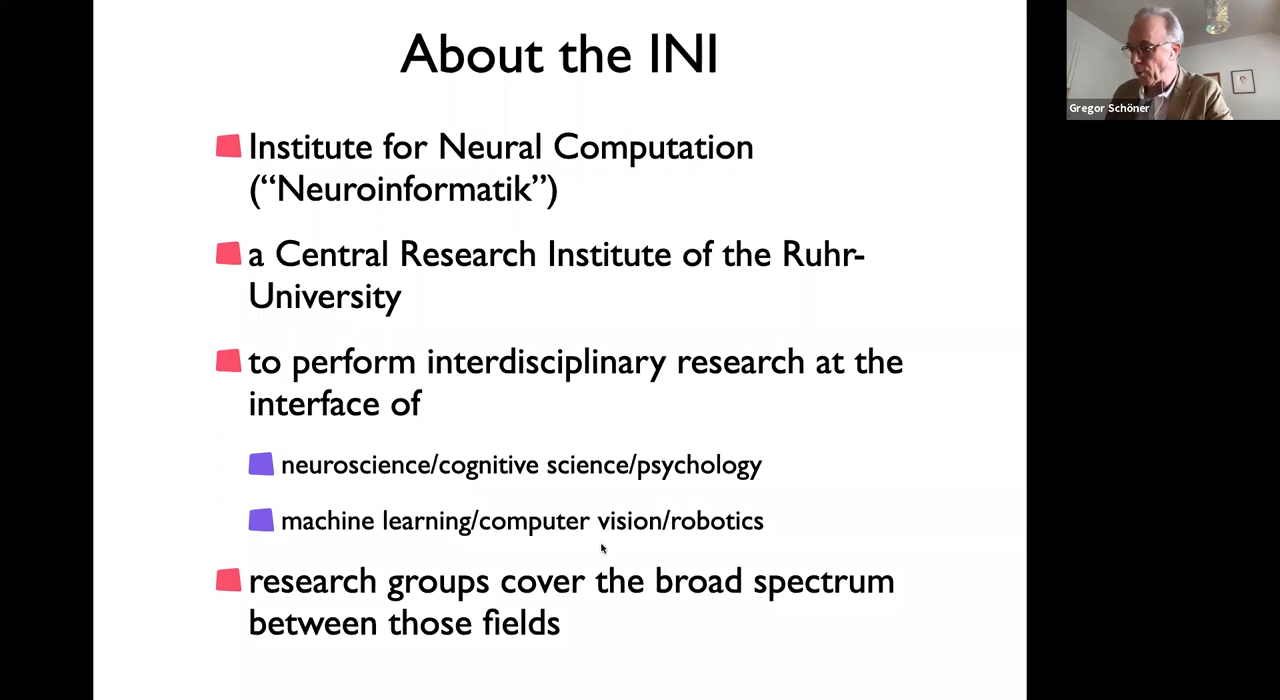 About the INI
Institute for Neural Computation
(“Neuroinformatik”)
a Central Research Institute of the Ruhr-
University
to perform interdisciplinary research at the
interface of
neuroscience/cognitive science/psychology
machine learning/computer vision/robotics
research groups cover the broad spectrum
between those fields
Gregor Schöner